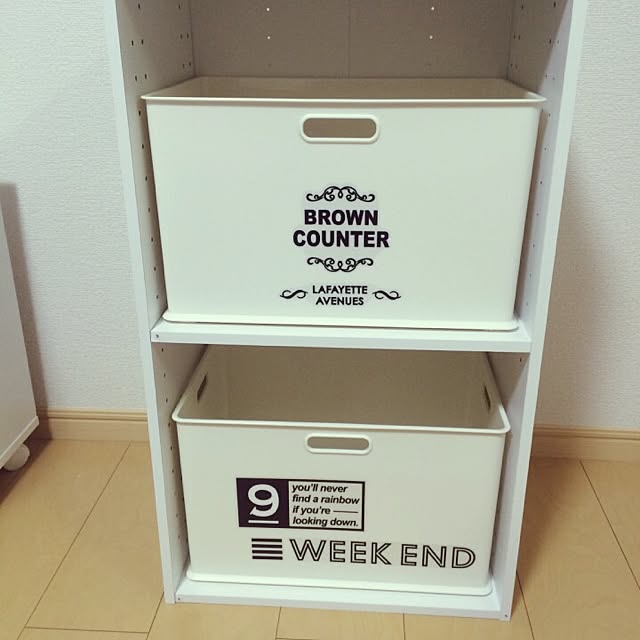 BROWN
COUNTER
LAFAYETTE
AVENUES
9
you'll never
find a rainbow
if you're
looking down.
WEEK END